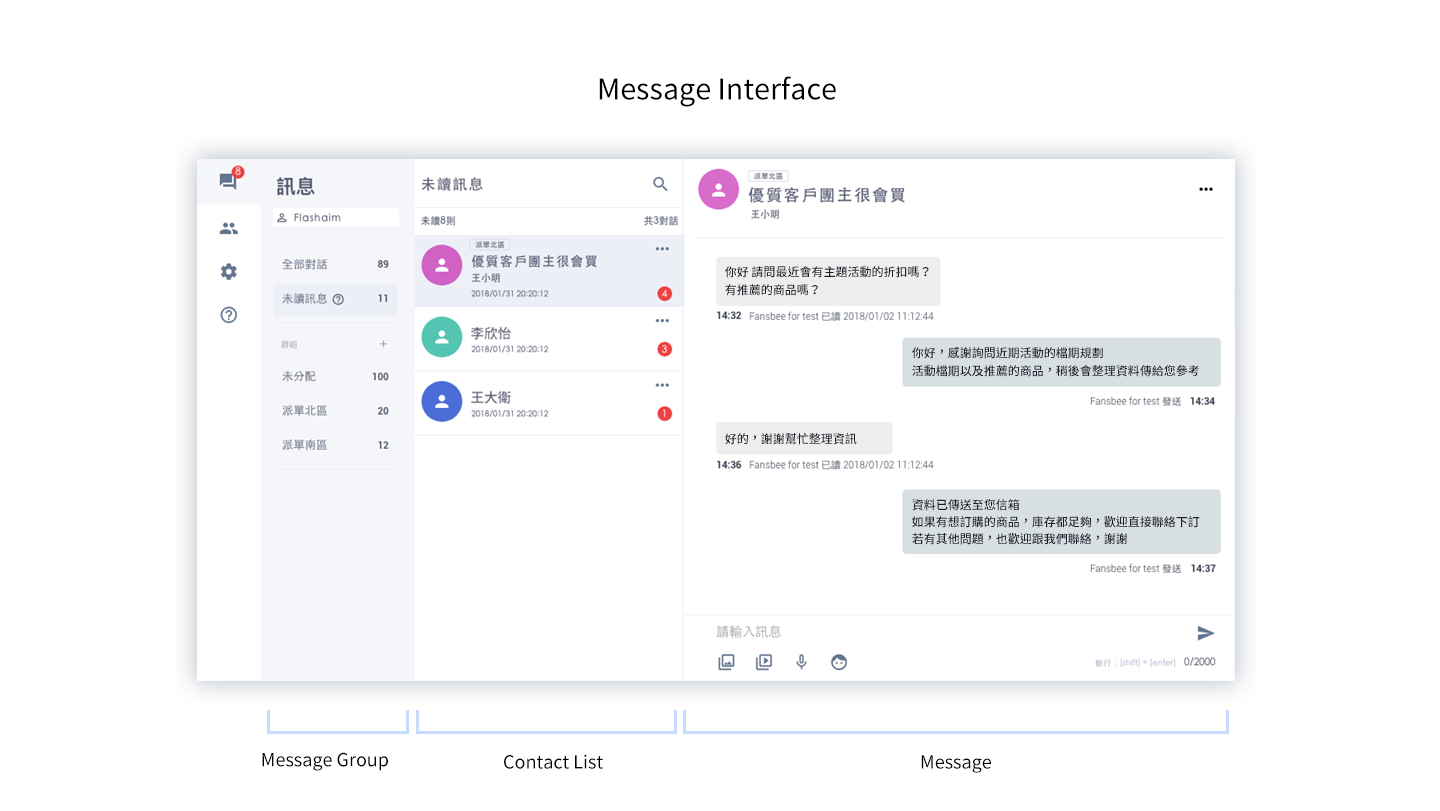 Message Interface
8
訊息
Flashaim
全部對話 89
未讀訊息 11
群組 +
未分配 100
派單北區 20
派單南區 12
未讀訊息
未讀8則 共3對話
派單北區
優質客戶團主很會買
王小明
2018/01/31 20:20:12
4
李欣怡
2018/01/31 20:20:12
3
王大衛
2018/01/31 20:20:12
1
派單北區
優質客戶團主很會買
王小明
你好 請問最近會有主題活動的折扣嗎？
有推薦的商品嗎？
14:32 Fansbee for test 已讀 2018/01/02 11:12:44
你好，感謝詢問近期活動的檔期規劃
活動檔期以及推薦的商品，稍後會整理資料傳給您參考
Fansbee for test 發送 14:34
好的，謝謝幫忙整理資訊
14:36 Fansbee for test 已讀 2018/01/02 11:12:44
資料已傳送至您信箱
如果有想訂購的商品，庫存都足夠，歡迎直接聯絡下訂
若有其他問題，也歡迎跟我們聯絡，謝謝
Fansbee for test 發送 14:37
請輸入訊息
斷行：[shift] + [enter] 0/2000
Message Group
Contact List
Message